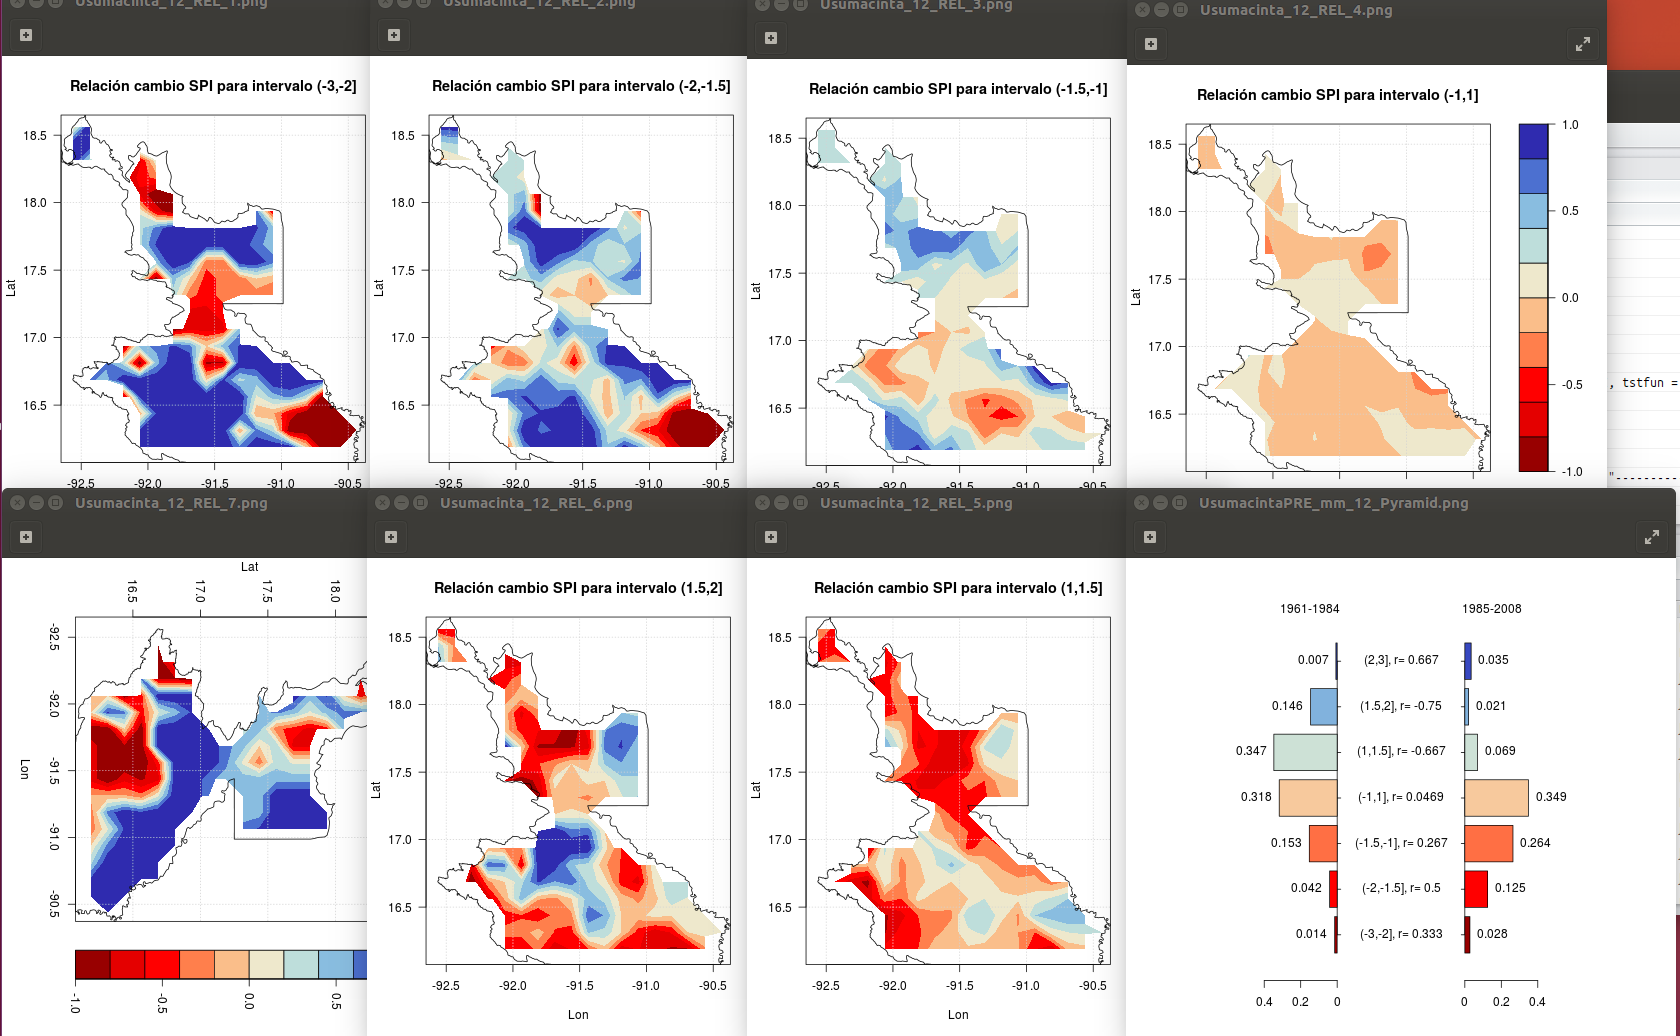 Usumacinta_12_REL_1.png
Usumacinta_12_REL_2.png
Usumacinta_12_REL_3.png
Usumacinta_12_REL_4.png
Relación cambio SPI para intervalo (-3,-2]
18.5
18.0
17.5
17.0
16.5
Lat
-92.5
-92.0
-91.5
-91.0
-90.5
Relación cambio SPI para intervalo (-2,-1.5]
18.5
18.0
17.5
17.0
16.5
Lat
-92.5
-92.0
-91.5
-91.0
-90.5
Relación cambio SPI para intervalo (-1.5,-1]
18.5
18.0
17.5
17.0
16.5
Lat
-92.5
-92.0
-91.5
-91.0
-90.5
Relación cambio SPI para intervalo (-1,1]
18.5
18.0
17.5
17.0
16.5
Lat
1.0
0.5
0.0
-0.5
-1.0
, tstfun =
"---------
Usumacinta_12_REL_7.png
Usumacinta_12_REL_6.png
Usumacinta_12_REL_5.png
UsumacintaPRE_mm_12_Pyramid.png
Lat
16.5
17.0
17.5
18.0
-92.5
-92.0
-91.5
-91.0
-90.5
Lon
-1.0
-0.5
0.0
0.5
Relación cambio SPI para intervalo (1.5,2]
18.5
18.0
17.5
17.0
16.5
Lat
-92.5
-92.0
-91.5
-91.0
-90.5
Lon
Relación cambio SPI para intervalo (1,1.5]
18.5
18.0
17.5
17.0
16.5
Lat
-92.5
-92.0
-91.5
-91.0
-90.5
Lon
1961-1984 1985-2008
0.007 (2,3], r= 0.667 0.035
0.146 (1.5,2], r= -0.75 0.021
0.347 (1,1.5], r= -0.667 0.069
0.318 (-1,1], r= 0.0469 0.349
0.153 (-1.5,-1], r= 0.267 0.264
0.042 (-2,-1.5], r= 0.5 0.125
0.014 (-3,-2], r= 0.333 0.028
0.4 0.2 0 0 0.2 0.4